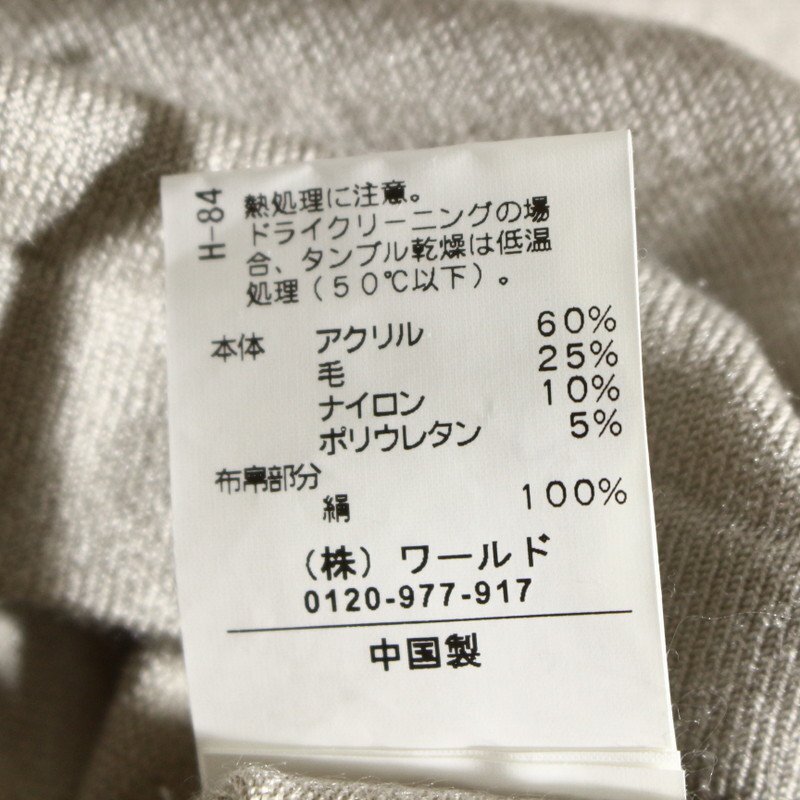 H-84
熱処理に注意。
ドライクリーニングの場
合、タンブル乾燥は低温
処理（５０℃以下）。
本体 アクリル 60%
毛 25%
ナイロン 10%
ポリウレタン 5%
布帛部分
絹 100%
（株）ワールド
0120-977-917
中国製